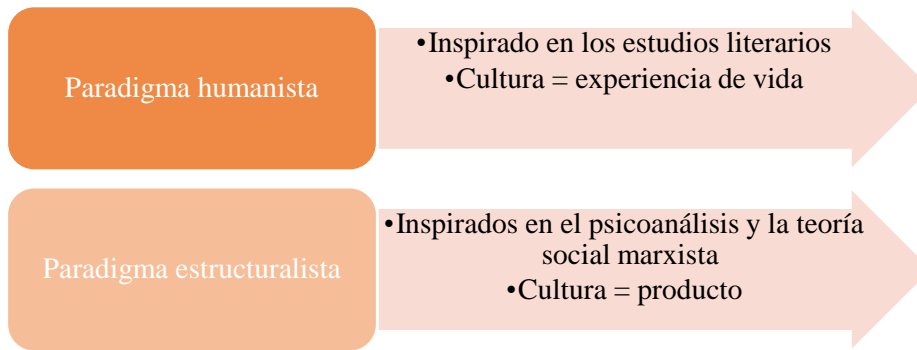 Paradigma humanista
•Inspirado en los estudios literarios
•Cultura = experiencia de vida
Paradigma estructuralista
•Inspirados en el psicoanálisis y la teoría
social marxista
•Cultura = producto